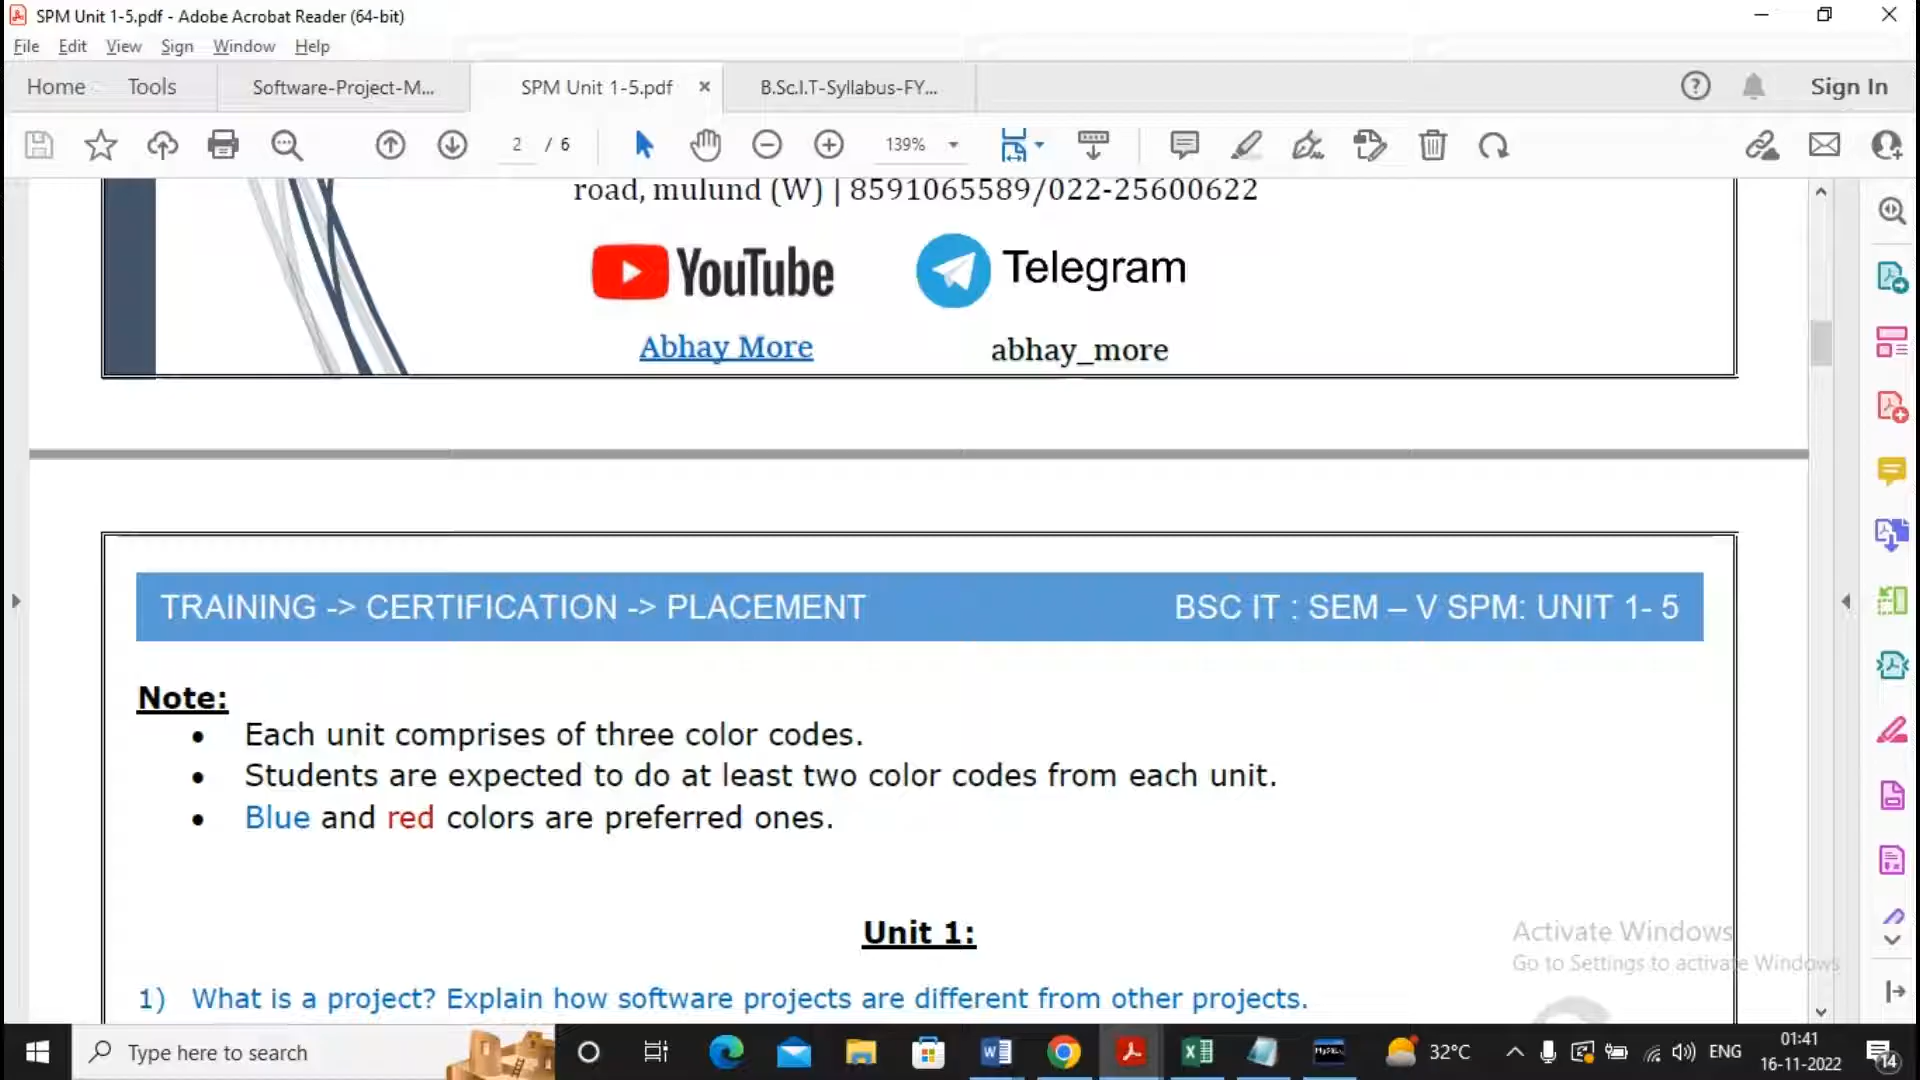 SPM Unit 1-5.pdf - Adobe Acrobat Reader (64-bit)
File Edit View Sign Window Help
Home Tools Software-Project-M... SPM Unit 1-5.pdf × B.Sc.I.T-Syllabus-FY... Sign In
2 / 6 139%
road, mulund (W) | 8591065589/022-25600622
YouTube Telegram
Abhay More abhay_more
TRAINING -> CERTIFICATION -> PLACEMENT BSC IT : SEM – V SPM: UNIT 1- 5
Note:
• Each unit comprises of three color codes.
• Students are expected to do at least two color codes from each unit.
• Blue and red colors are preferred ones.
Unit 1:
Activate Windows
Go to Settings to activate Windows
1) What is a project? Explain how software projects are different from other projects.
Type here to search 32°C ENG 01:41
16-11-2022 14